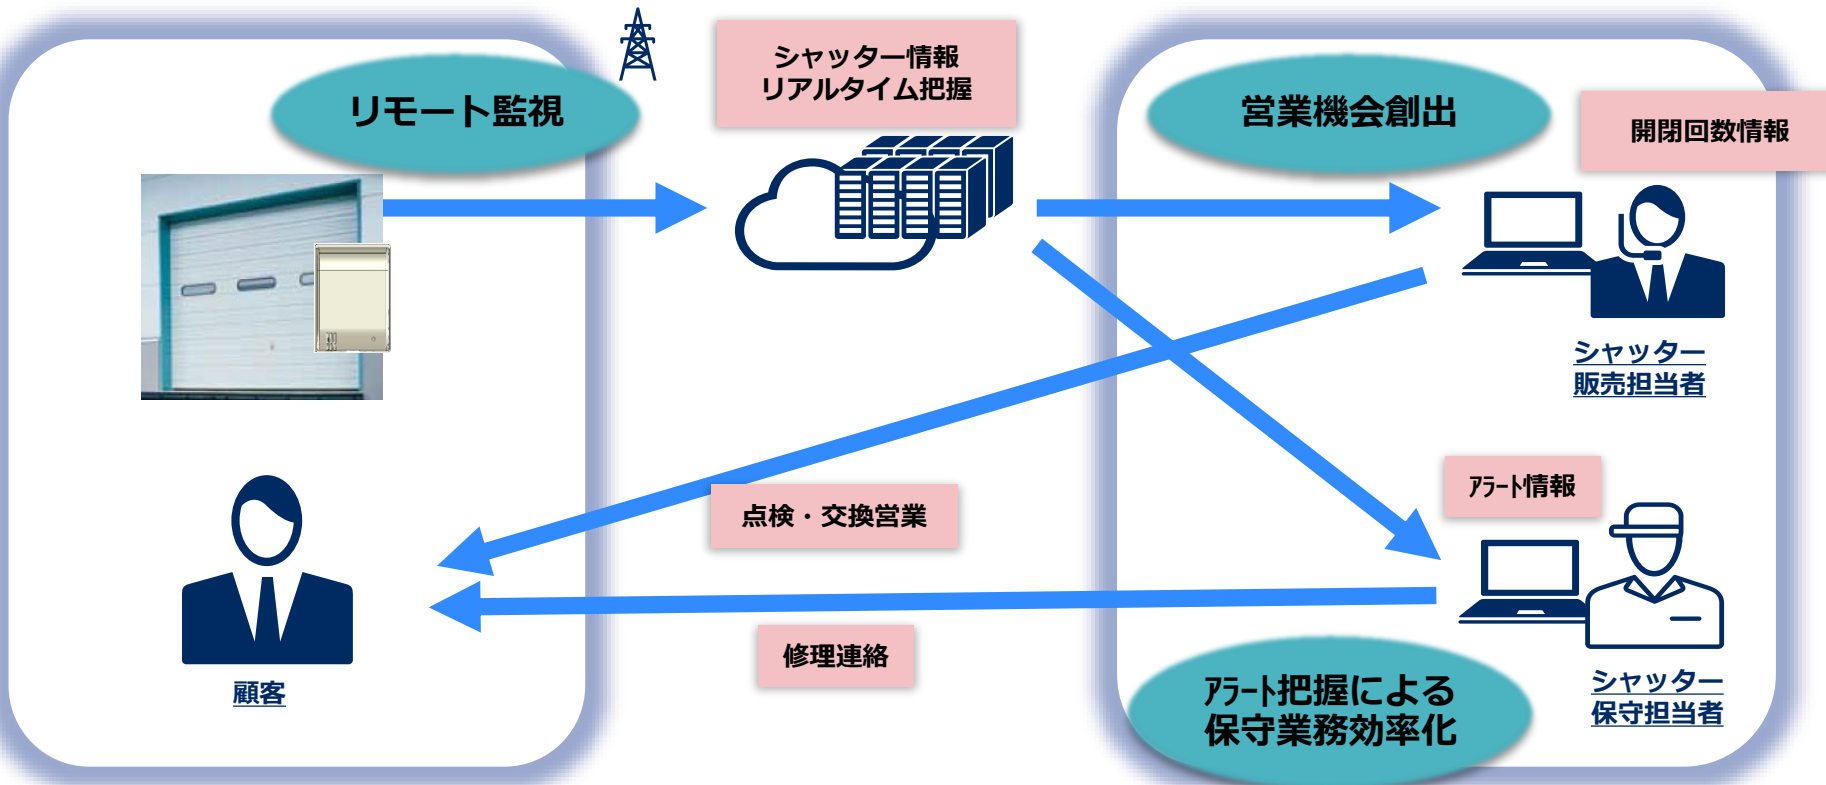 リモート監視
シャッター情報
リアルタイム把握
営業機会創出
開閉回数情報
シャッター
販売担当者
点検・交換営業
アラート情報
修理連絡
顧客
アラート把握による
保守業務効率化
シャッター
保守担当者